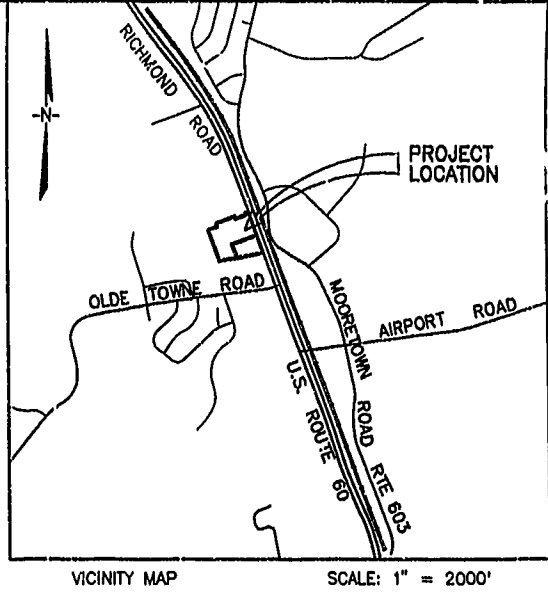 RICHMOND
ROAD
-N-
PROJECT
LOCATION
OLDE TOWNE ROAD
MOORETOWN ROAD RTE 603
AIRPORT ROAD
U.S. ROUTE 60
VICINITY MAP SCALE: 1" = 2000'